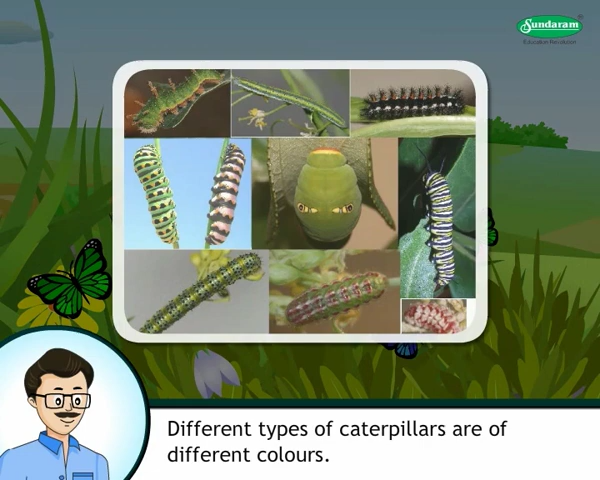 Sundaram
Different types of caterpillars are of
different colours.